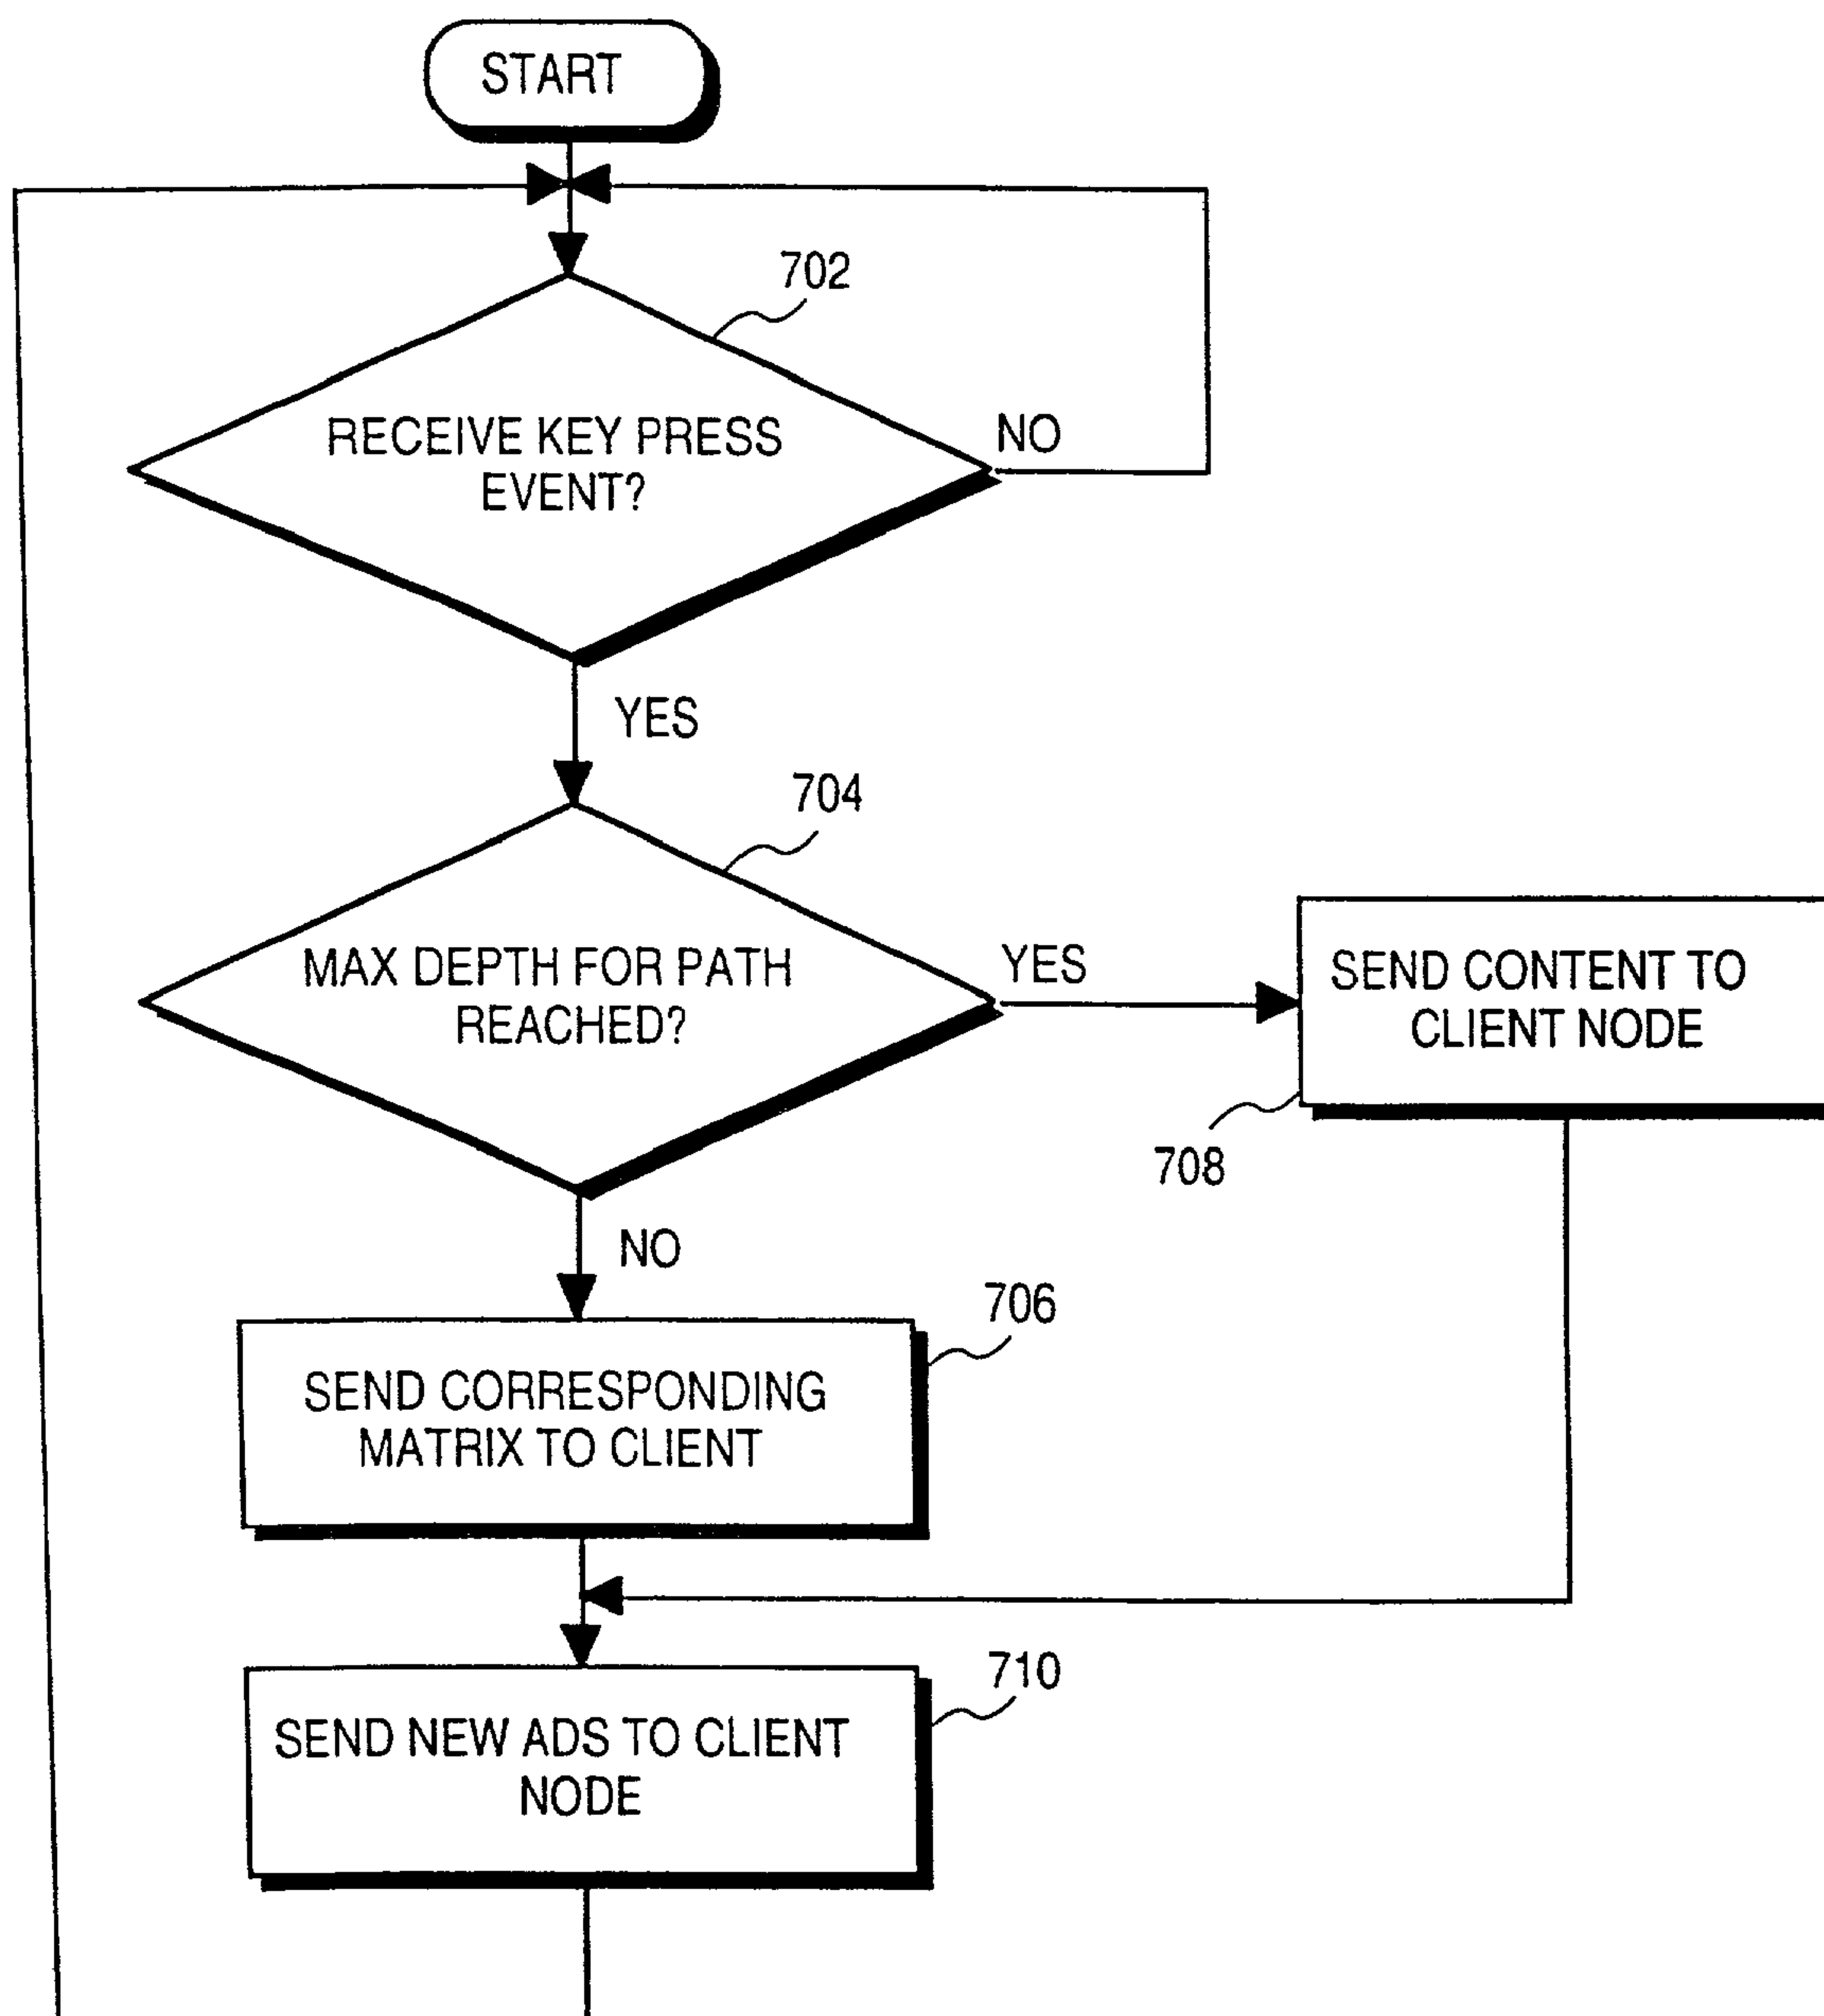 START
702
RECEIVE KEY PRESS
EVENT?
NO
YES
704
MAX DEPTH FOR PATH
REACHED?
YES
SEND CONTENT TO
CLIENT NODE
708
NO
706
SEND CORRESPONDING
MATRIX TO CLIENT
710
SEND NEW ADS TO CLIENT
NODE